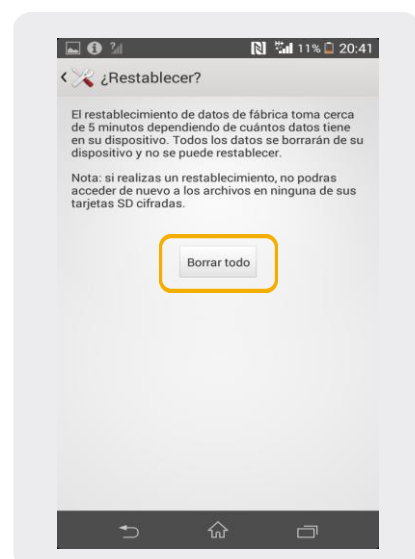 11% 20:41
¿Restablecer?
El restablecimiento de datos de fábrica toma cerca
de 5 minutos dependiendo de cuántos datos tiene
en su dispositivo. Todos los datos se borrarán de su
dispositivo y no se puede restablecer.
Nota: si realizas un restablecimiento, no podras
acceder de nuevo a los archivos en ninguna de sus
tarjetas SD cifradas.
Borrar todo